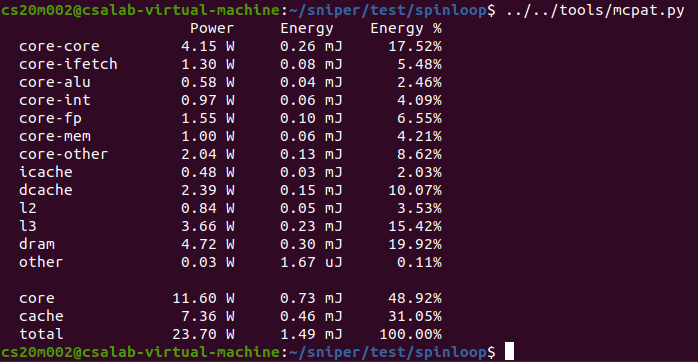 cs20m002@csalab-virtual-machine:~/sniper/test/spinloop$ ../../tools/mcpat.py
Power Energy Energy %
core-core 4.15 W 0.26 mJ 17.52%
core-ifetch 1.30 W 0.08 mJ 5.48%
core-alu 0.58 W 0.04 mJ 2.46%
core-int 0.97 W 0.06 mJ 4.09%
core-fp 1.55 W 0.10 mJ 6.55%
core-mem 1.00 W 0.06 mJ 4.21%
core-other 2.04 W 0.13 mJ 8.62%
icache 0.48 W 0.03 mJ 2.03%
dcache 2.39 W 0.15 mJ 10.07%
l2 0.84 W 0.05 mJ 3.53%
l3 3.66 W 0.23 mJ 15.42%
dram 4.72 W 0.30 mJ 19.92%
other 0.03 W 1.67 uJ 0.11%
core 11.60 W 0.73 mJ 48.92%
cache 7.36 W 0.46 mJ 31.05%
total 23.70 W 1.49 mJ 100.00%
cs20m002@csalab-virtual-machine:~/sniper/test/spinloop$